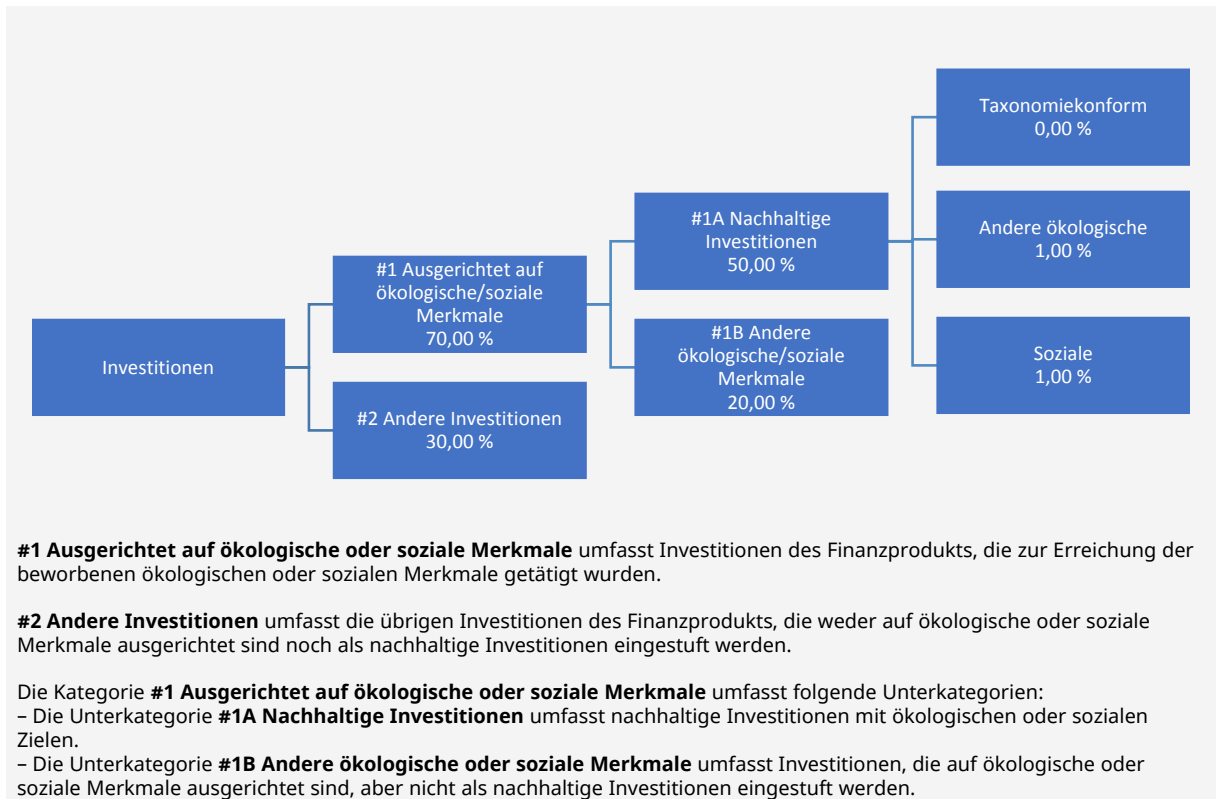 Taxonomiekonform
0,00 %
#1A Nachhaltige
Investitionen
50,00 %
Andere ökologische
1,00 %
#1 Ausgerichtet auf
ökologische/soziale
Merkmale
70,00 %
#1B Andere
ökologische/soziale
Merkmale
20,00 %
Soziale
1,00 %
Investitionen
#2 Andere Investitionen
30,00 %
#1 Ausgerichtet auf ökologische oder soziale Merkmale umfasst Investitionen des Finanzprodukts, die zur Erreichung der
beworbenen ökologischen oder sozialen Merkmale getätigt wurden.
#2 Andere Investitionen umfasst die übrigen Investitionen des Finanzprodukts, die weder auf ökologische oder soziale
Merkmale ausgerichtet sind noch als nachhaltige Investitionen eingestuft werden.
Die Kategorie #1 Ausgerichtet auf ökologische oder soziale Merkmale umfasst folgende Unterkategorien:
– Die Unterkategorie #1A Nachhaltige Investitionen umfasst nachhaltige Investitionen mit ökologischen oder sozialen
Zielen.
– Die Unterkategorie #1B Andere ökologische oder soziale Merkmale umfasst Investitionen, die auf ökologische oder
soziale Merkmale ausgerichtet sind, aber nicht als nachhaltige Investitionen eingestuft werden.